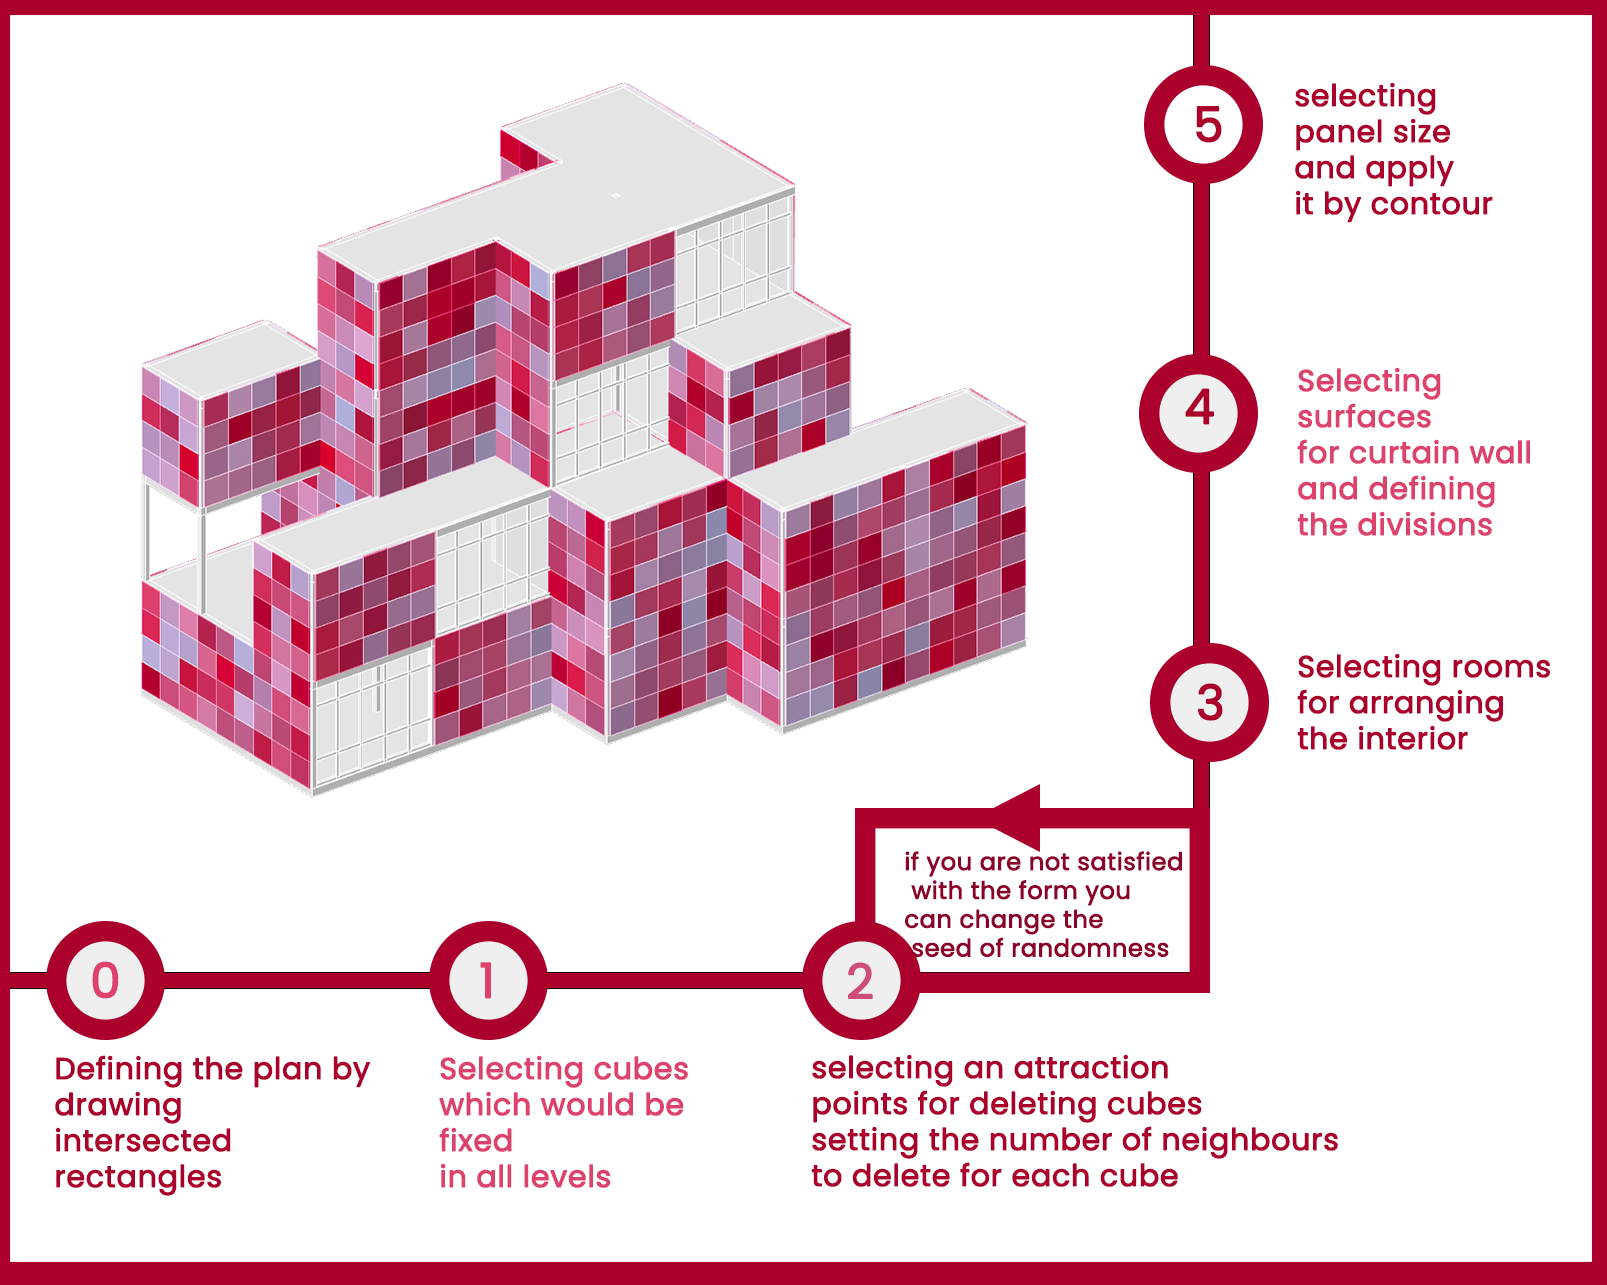 5
selecting
panel size
and apply
it by contour
4
Selecting
surfaces
for curtain wall
and defining
the divisions
3
Selecting rooms
for arranging
the interior
if you are not satisfied
with the form you
can change the
seed of randomness
0
Defining the plan by
drawing
intersected
rectangles
1
Selecting cubes
which would be
fixed
in all levels
2
selecting an attraction
points for deleting cubes
setting the number of neighbours
to delete for each cube